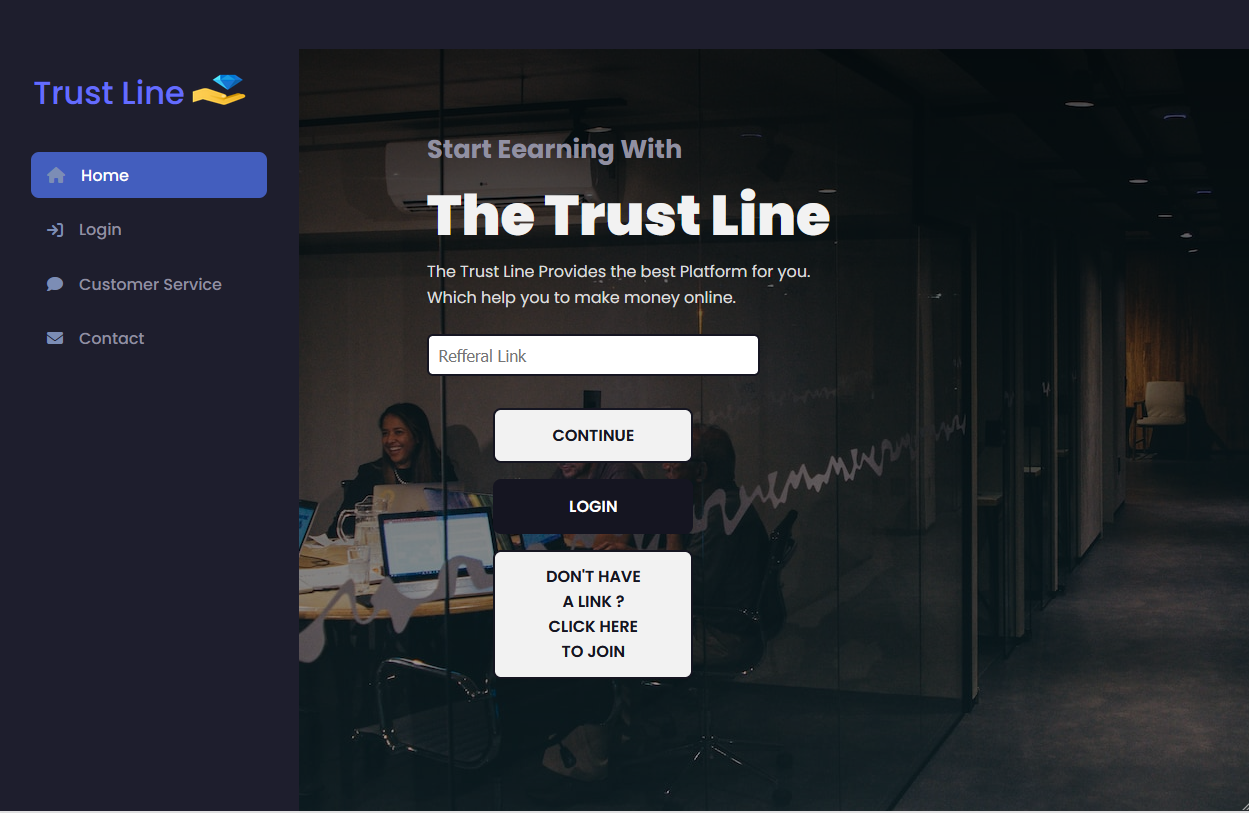 Trust Line
Home
Login
Customer Service
Contact
Start Eearning With
The Trust Line
The Trust Line Provides the best Platform for you.
Which help you to make money online.
Refferal Link
CONTINUE
LOGIN
DON'T HAVE
A LINK ?
CLICK HERE
TO JOIN